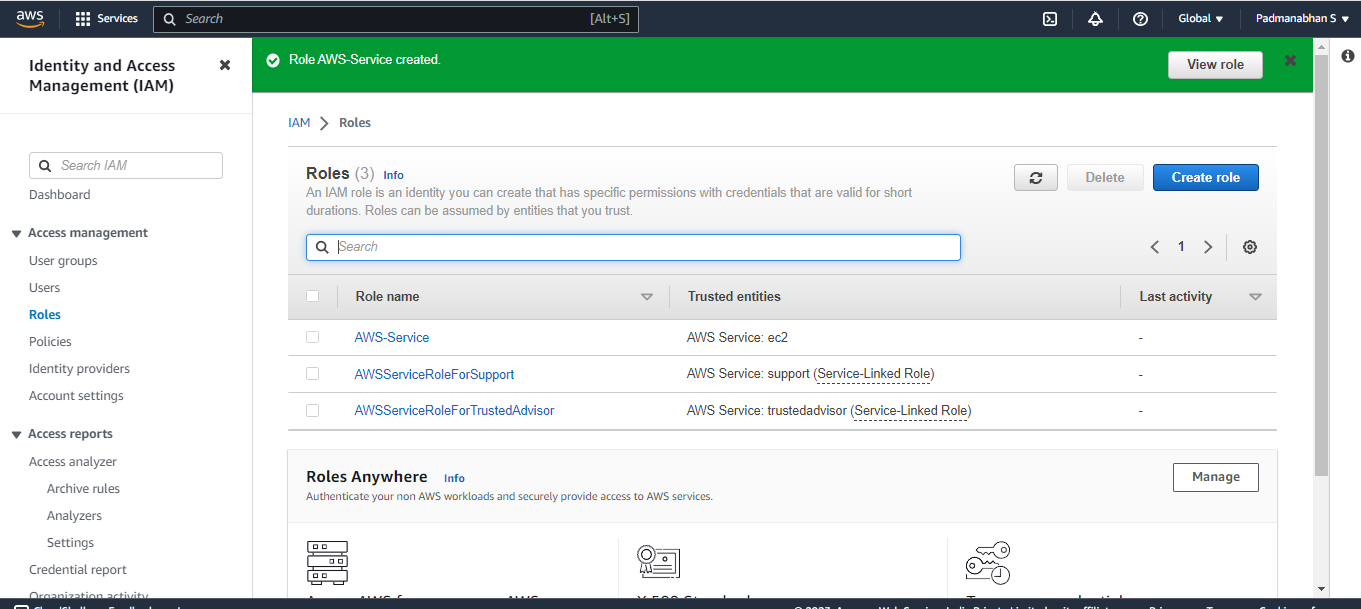 aws
Services
Search
[Alt+S]
Global
Padmanabhan S
Identity and Access
Management (IAM)
Search IAM
Dashboard
Access management
User groups
Users
Roles
Policies
Identity providers
Account settings
Access reports
Access analyzer
Archive rules
Analyzers
Settings
Credential report
Organization activity
Role AWS-Service created.
View role
IAM
Roles
Roles (3) Info
An IAM role is an identity you can create that has specific permissions with credentials that are valid for short
durations. Roles can be assumed by entities that you trust.
Delete
Create role
Search
1
Role name
Trusted entities
Last activity
AWS-Service
AWS Service: ec2
-
AWSServiceRoleForSupport
AWS Service: support (Service-Linked Role)
-
AWSServiceRoleForTrustedAdvisor
AWS Service: trustedadvisor (Service-Linked Role)
-
Roles Anywhere Info
Authenticate your non AWS workloads and securely provide access to AWS services.
Manage